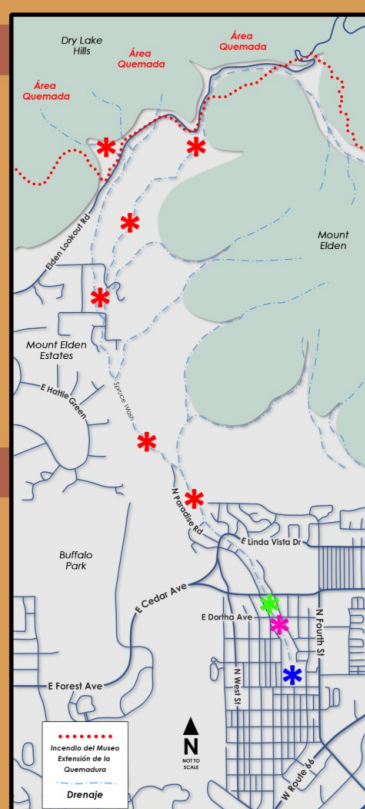 Dry Lake
Hills
Área
Quemada
Área
Quemada
Área
Quemada
Elden Lookout Rd
Mount
Elden
Mount Elden
Estates
E Hattie Green
Spruce Wash
N Paradise Rd
E Linda Vista Dr
Buffalo
Park
E Cedar Ave
E Dortha Ave
N Fourth St
N West St
E Forest Ave
W Route 66
N
NOT TO
SCALE
Incendio del Museo
Extensión de la
Quemadura
Drenaje